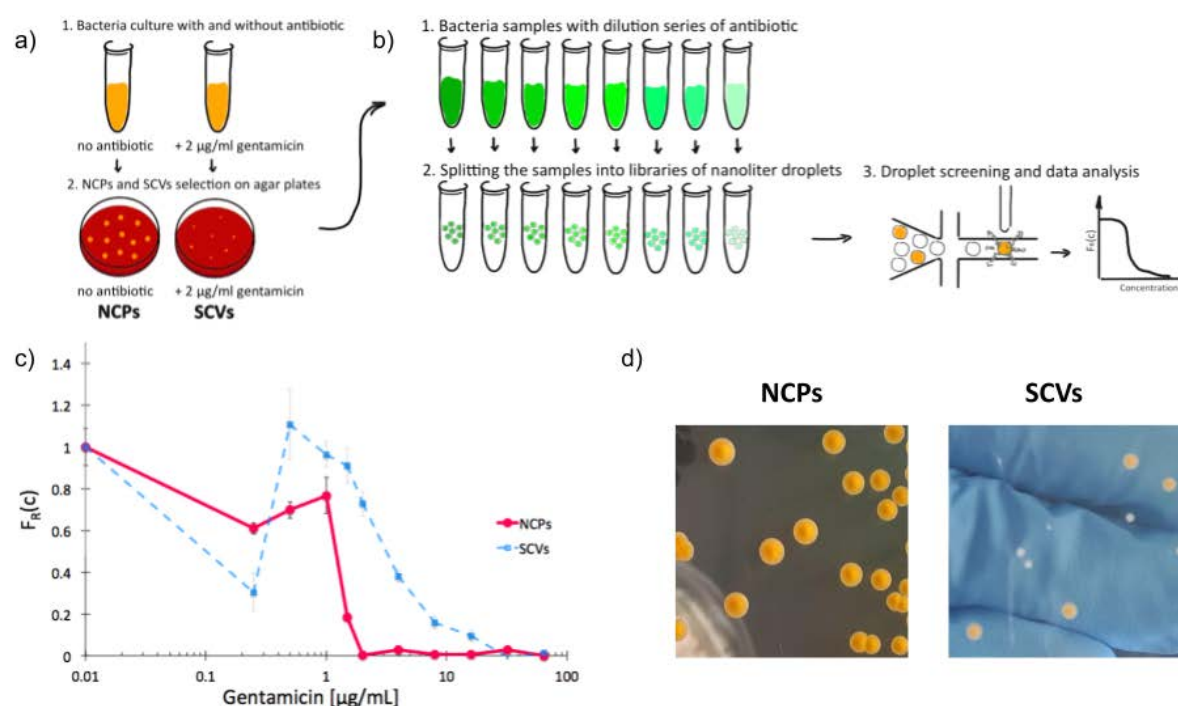 a)
1. Bacteria culture with and without antibiotic
no antibiotic
+ 2 µg/ml gentamicin
2. NCPs and SCVs selection on agar plates
no antibiotic
+ 2 µg/ml gentamicin
NCPs
SCVs
b)
1. Bacteria samples with dilution series of antibiotic
2. Splitting the samples into libraries of nanoliter droplets
3. Droplet screening and data analysis
Concentration
c)
1.4
1.2
1
0.8
0.6
0.4
0.2
0
0.01
0.1
1
10
100
F_R(c)
Gentamicin [µg/mL]
NCPs
SCVs
d)
NCPs
SCVs